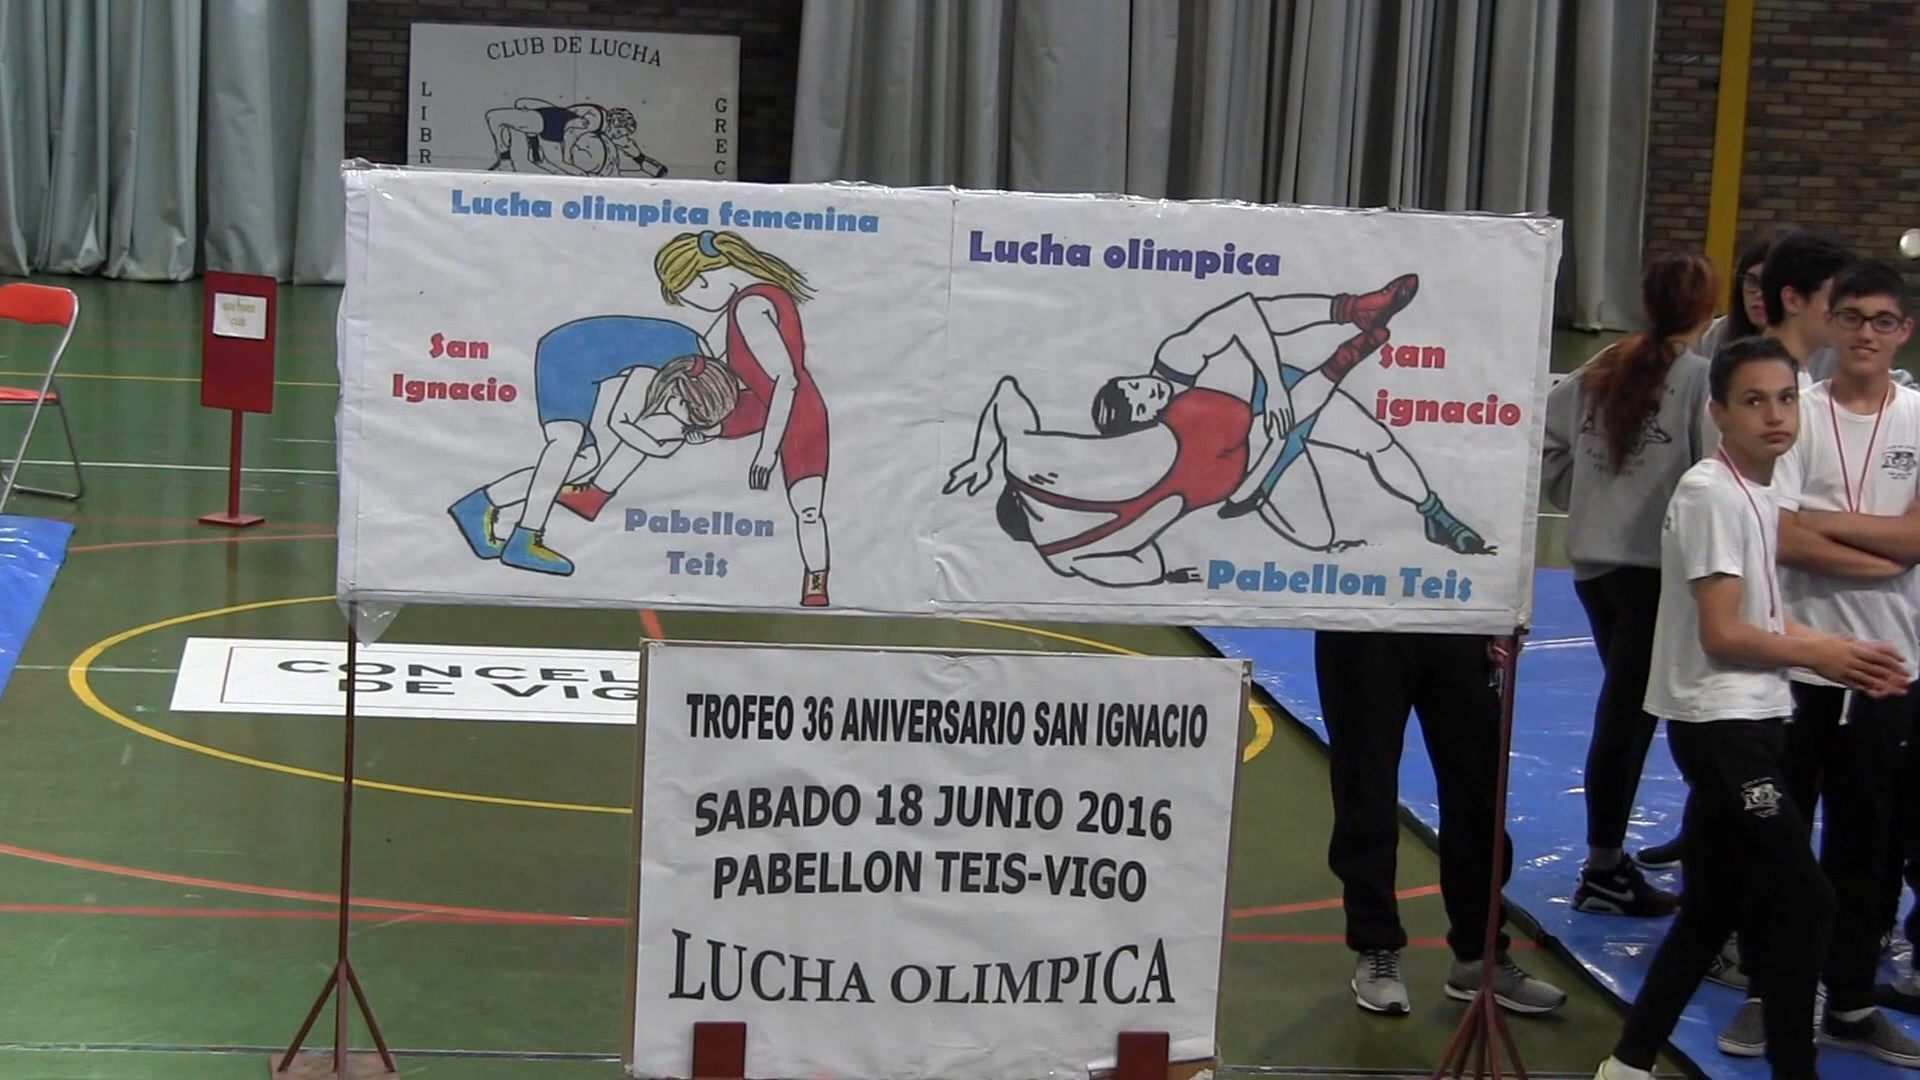 CLUB DE LUCHA
LIBR
GREC
Lucha olimpica femenina
San
Ignacio
Pabellon
Teis
Lucha olimpica
san
ignacio
Pabellon Teis
CONCEL
DE VIG
TROFEO 36 ANIVERSARIO SAN IGNACIO
SABADO 18 JUNIO 2016
PABELLON TEIS-VIGO
LUCHA OLIMPICA